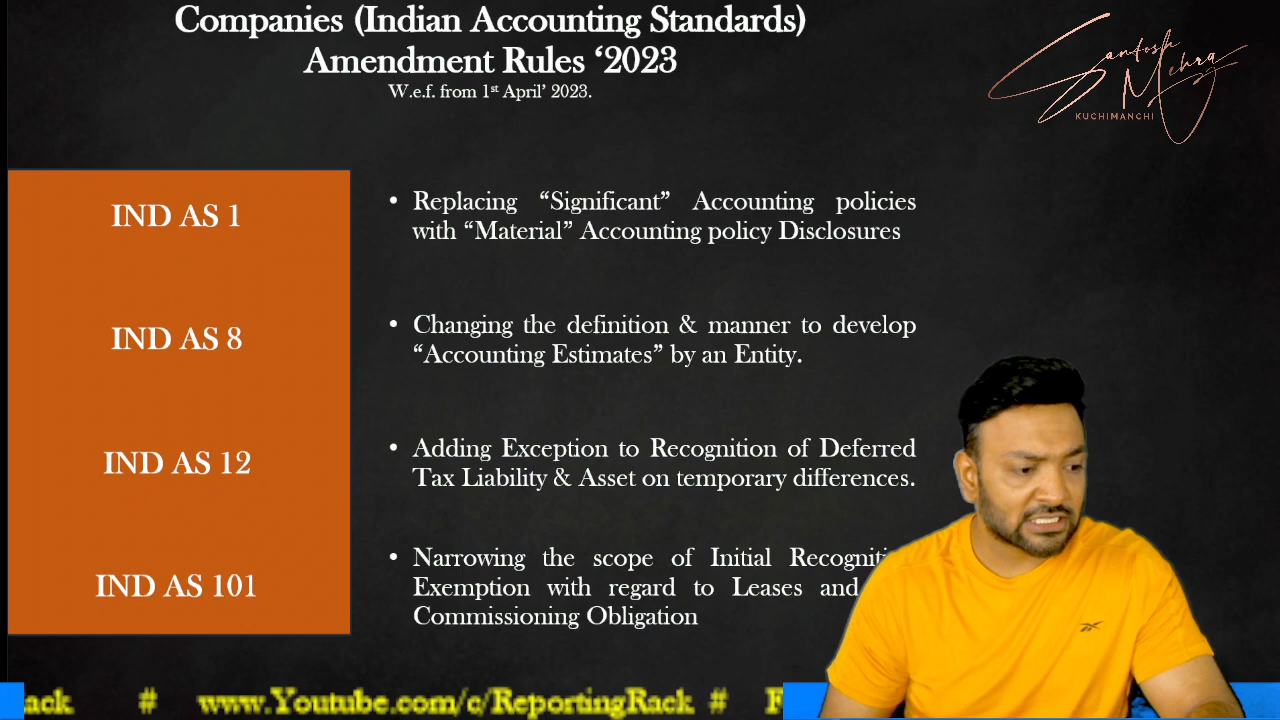 Companies (Indian Accounting Standards)
Amendment Rules ‘2023
W.e.f. from 1st April’ 2023.
Santosh
Mehra
KUCHIMANCHI
IND AS 1
• Replacing “Significant” Accounting policies
with “Material” Accounting policy Disclosures
IND AS 8
• Changing the definition & manner to develop
“Accounting Estimates” by an Entity.
IND AS 12
• Adding Exception to Recognition of Deferred
Tax Liability & Asset on temporary differences.
IND AS 101
• Narrowing the scope of Initial
Exemption with regard to Leases and
Commissioning Obligation
ack # www.Youtube.com/c/ReportingRack # F